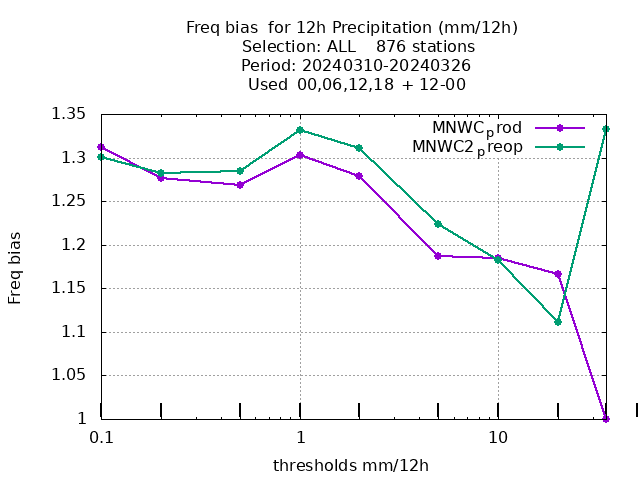 Freq bias  for 12h Precipitation (mm/12h)
Selection: ALL    876 stations
Period: 20240310-20240326
Used  00,06,12,18  + 12-00
MNWCprod
MNWC2preop
1.35
1.3
1.25
1.2
1.15
1.1
1.05
1
Freq bias
0.1
1
10
thresholds mm/12h